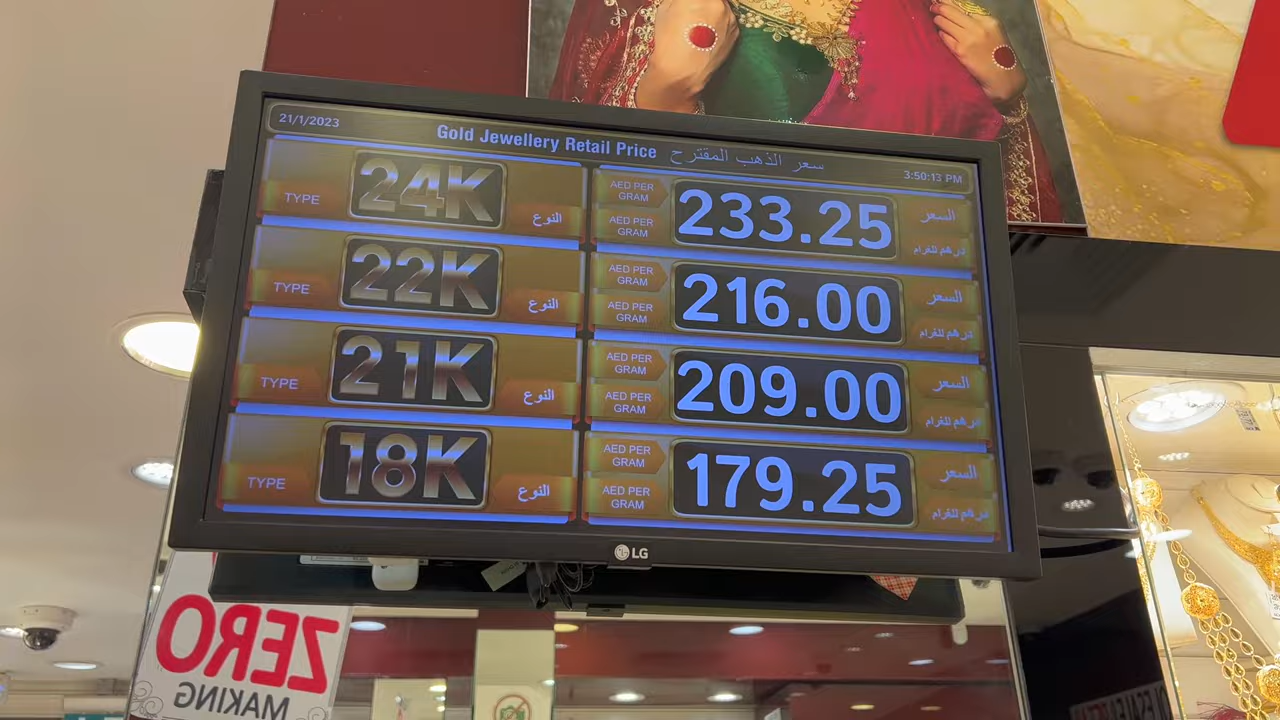 21/1/2023
Gold Jewellery Retail Price سعر الذهب المقترح
3:50:13 PM
TYPE 24K النوع
AED PER GRAM
AED PER GRAM
233.25
السعر
درهم للغرام
TYPE 22K النوع
AED PER GRAM
AED PER GRAM
216.00
السعر
درهم للغرام
TYPE 21K النوع
AED PER GRAM
AED PER GRAM
209.00
السعر
درهم للغرام
TYPE 18K النوع
AED PER GRAM
AED PER GRAM
179.25
السعر
درهم للغرام
LG
ZERO
MAKING